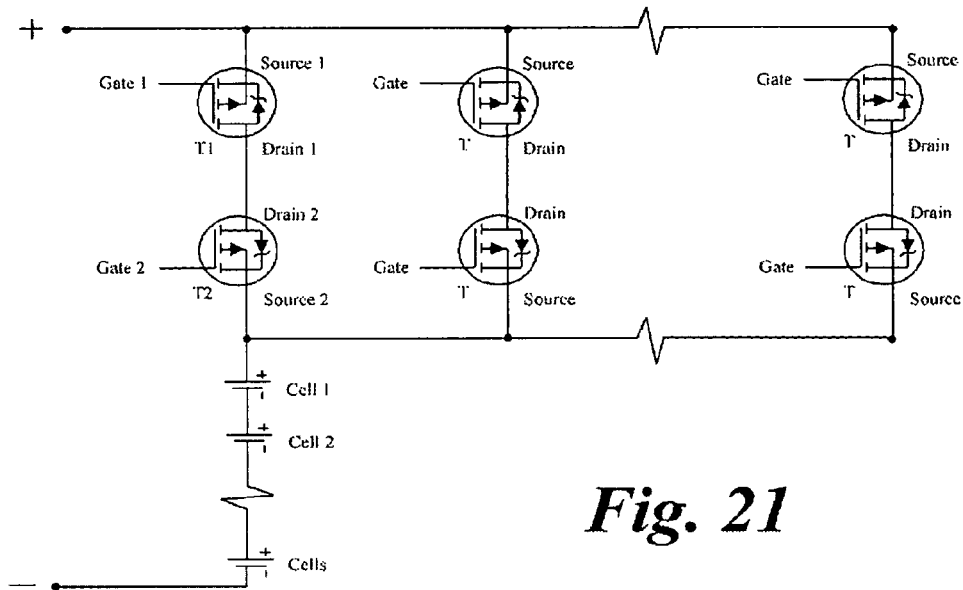 +
Source 1 Source Source
Gate 1 Gate Gate
T1 Drain 1 T Drain T Drain
Drain 2 Drain Drain
Gate 2 Gate Gate
T2 Source 2 T Source T Source
+
- Cell 1
+
- Cell 2
+
- Cells
—
Fig. 21